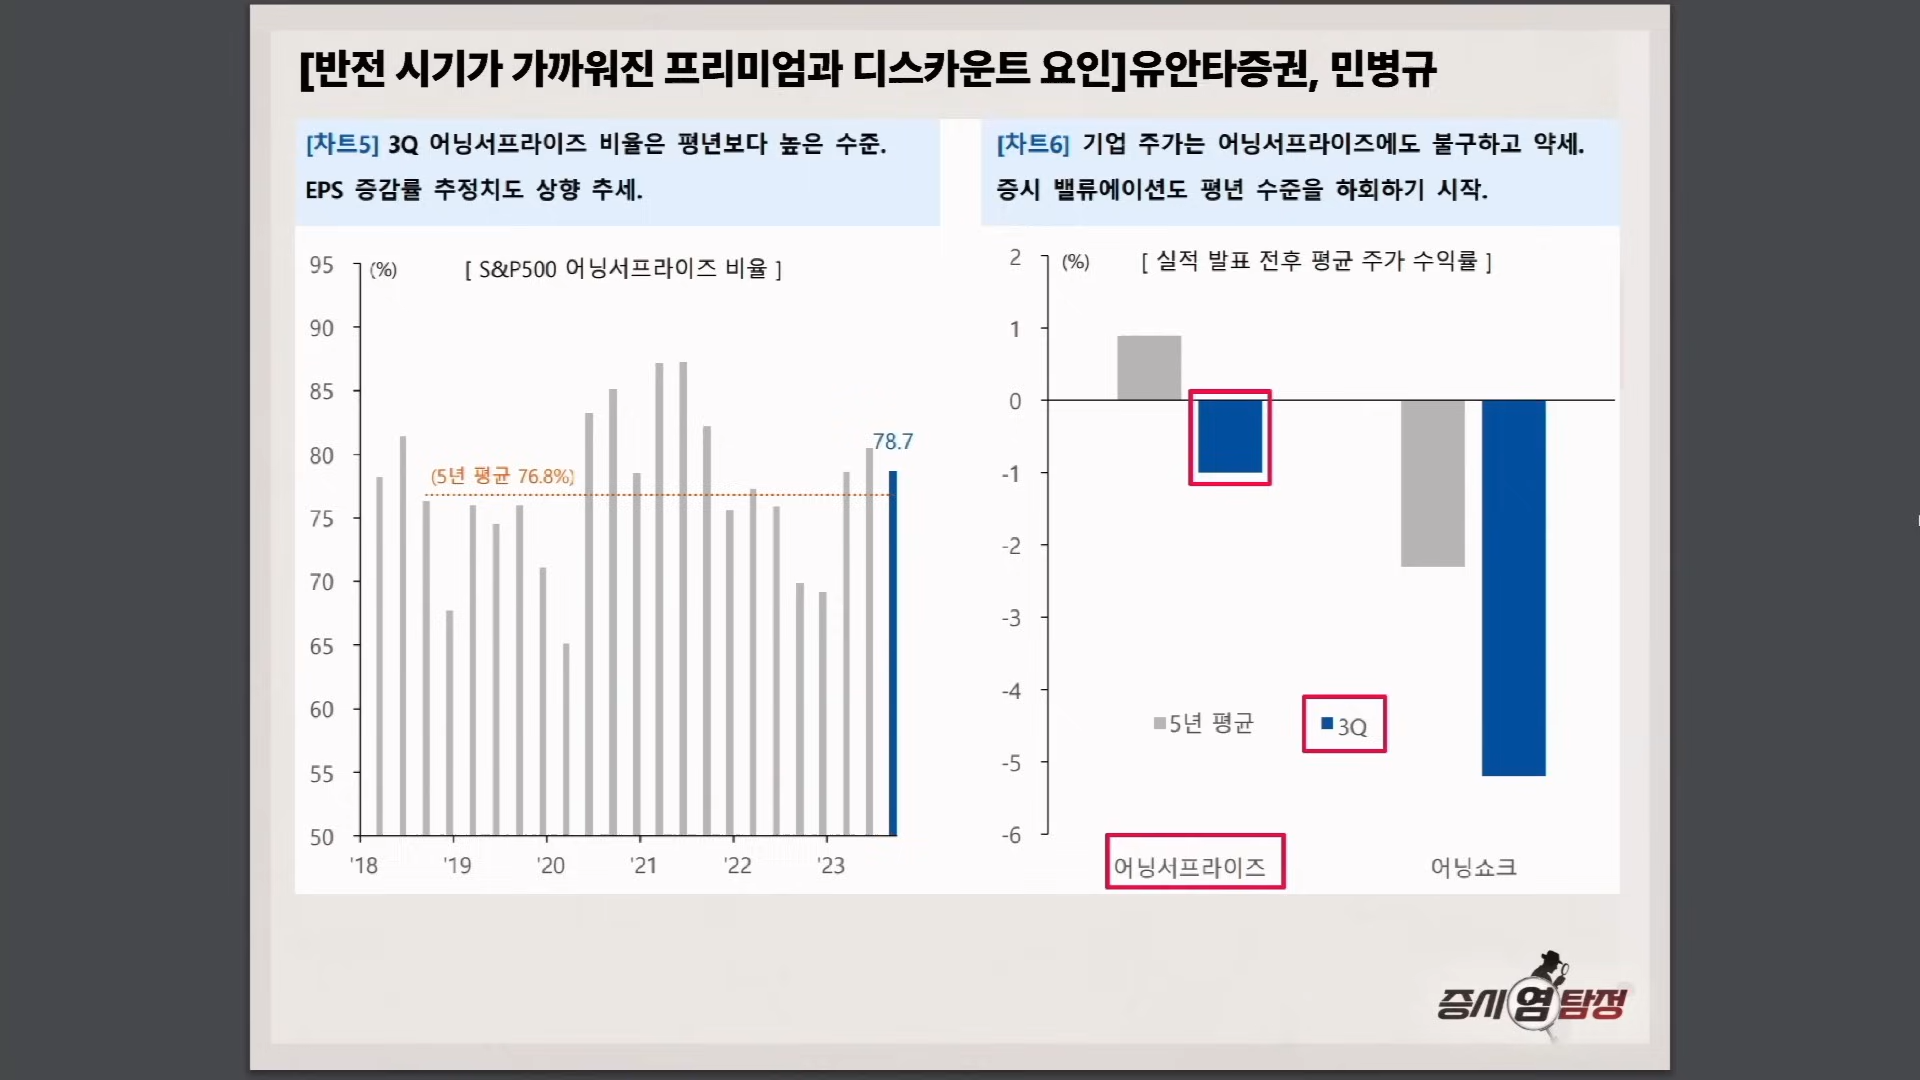 [반전 시기가 가까워진 프리미엄과 디스카운트 요인]유안타증권, 민병규
[차트5] 3Q 어닝서프라이즈 비율은 평년보다 높은 수준.
EPS 증감률 추정치도 상향 추세.
95
(%)
[ S&P500 어닝서프라이즈 비율 ]
90
85
80
78.7
(5년 평균 76.8%)
75
70
65
60
55
50
'18
'19
'20
'21
'22
'23
[차트6] 기업 주가는 어닝서프라이즈에도 불구하고 약세.
증시 밸류에이션도 평년 수준을 하회하기 시작.
2
(%)
[ 실적 발표 전후 평균 주가 수익률 ]
1
0
-1
-2
-3
-4
5년 평균
3Q
-5
-6
어닝서프라이즈
어닝쇼크
증시 염 탐정